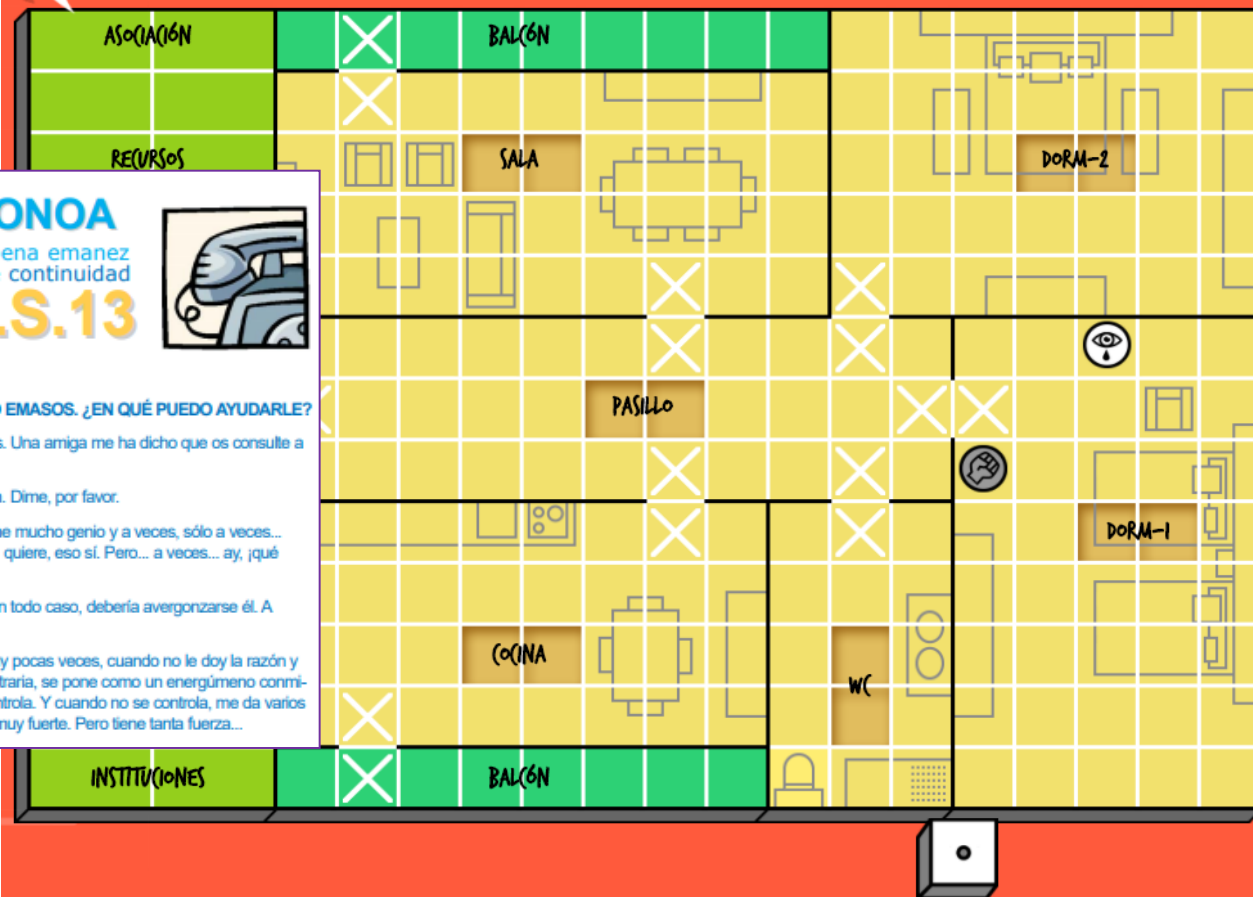 ASOCIACIÓN
BALCÓN
RECURSOS
SALA
DORM-2
ONOA
ena emanez
continuidad
.S.13
EMASOS. ¿EN QUÉ PUEDO AYUDARLE?
s. Una amiga me ha dicho que os consulte a
. Dime, por favor.
ne mucho genio y a veces, sólo a veces...
quiere, eso sí. Pero... a veces... ay, ¡qué
n todo caso, debería avergonzarse él. A
y pocas veces, cuando no le doy la razón y
traria, se pone como un energúmeno conmi-
ntrola. Y cuando no se controla, me da varios
muy fuerte. Pero tiene tanta fuerza...
PASILLO
DORM-1
COCINA
WC
INSTITUCIONES
BALCÓN